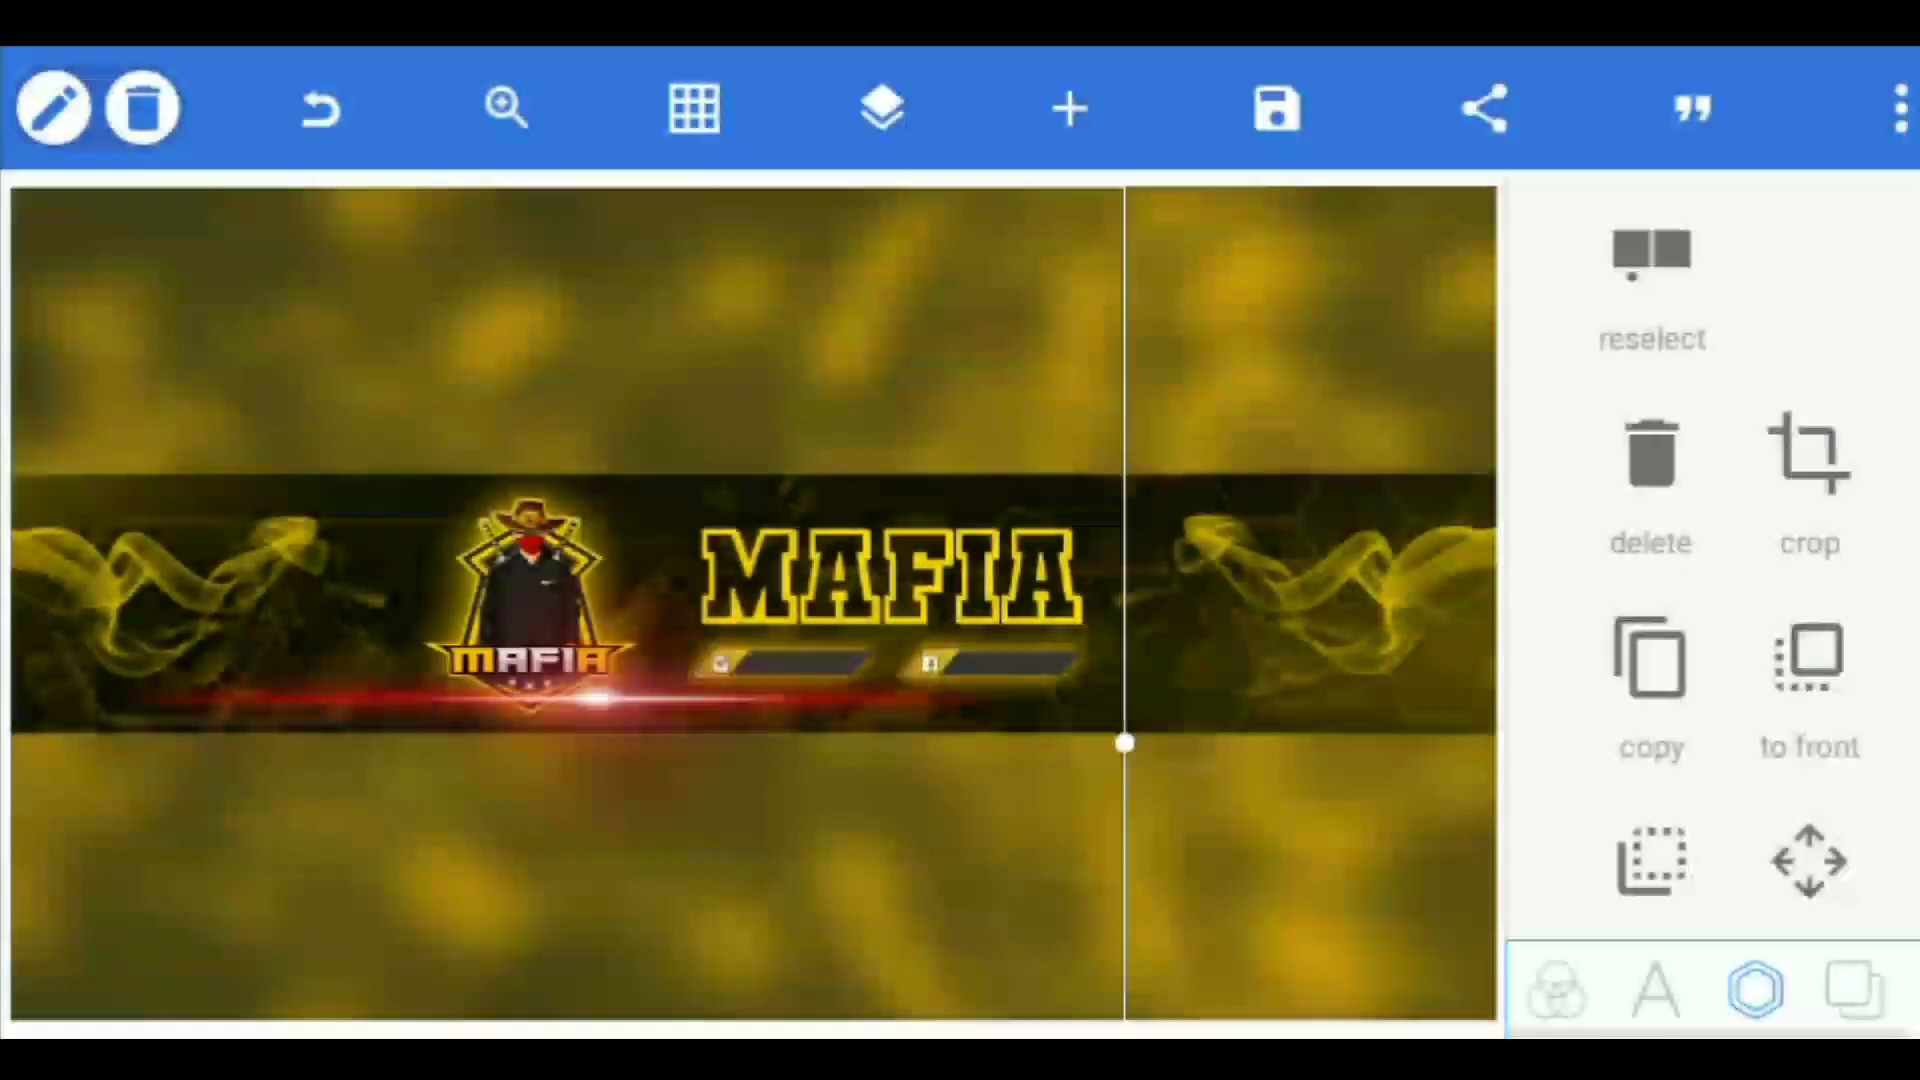 reselect
MAFIA
MAFIA
delete crop
copy to front